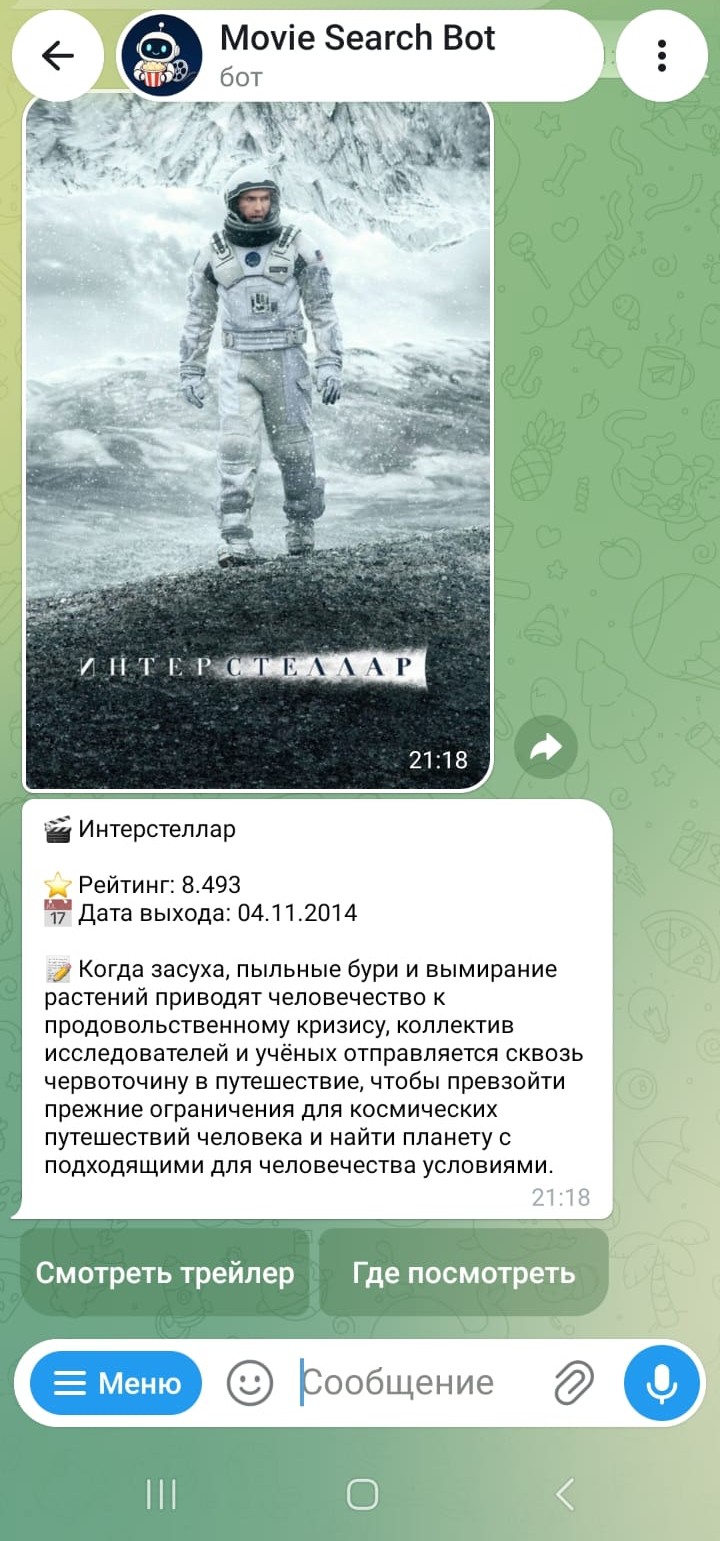 Movie Search Bot
бот
ИНТЕРСТЕЛЛАР
21:18
🎬 Интерстеллар
⭐ Рейтинг: 8.493
📅 Дата выхода: 04.11.2014
📝 Когда засуха, пыльные бури и вымирание
растений приводят человечество к
продовольственному кризису, коллектив
исследователей и учёных отправляется сквозь
червоточину в путешествие, чтобы превзойти
прежние ограничения для космических
путешествий человека и найти планету с
подходящими для человечества условиями.
21:18
Смотреть трейлер
Где посмотреть
Меню
Сообщение